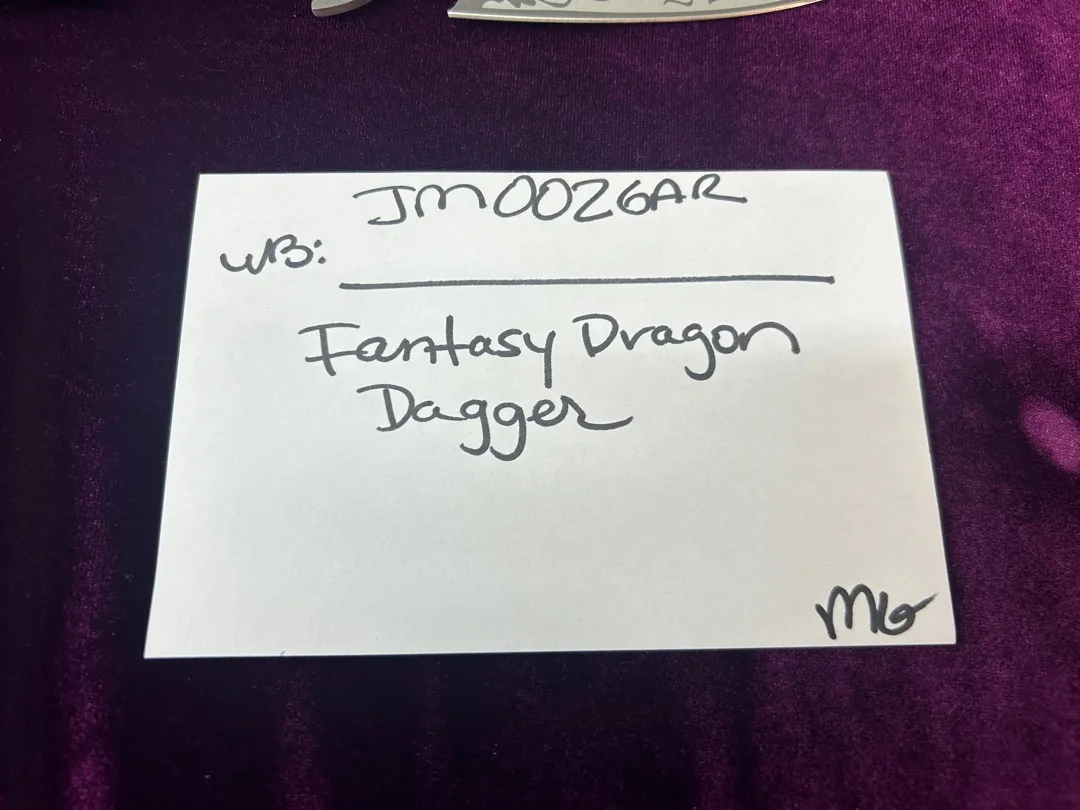 JM0026AR
WB:
Fantasy Dragon
Dagger
MG